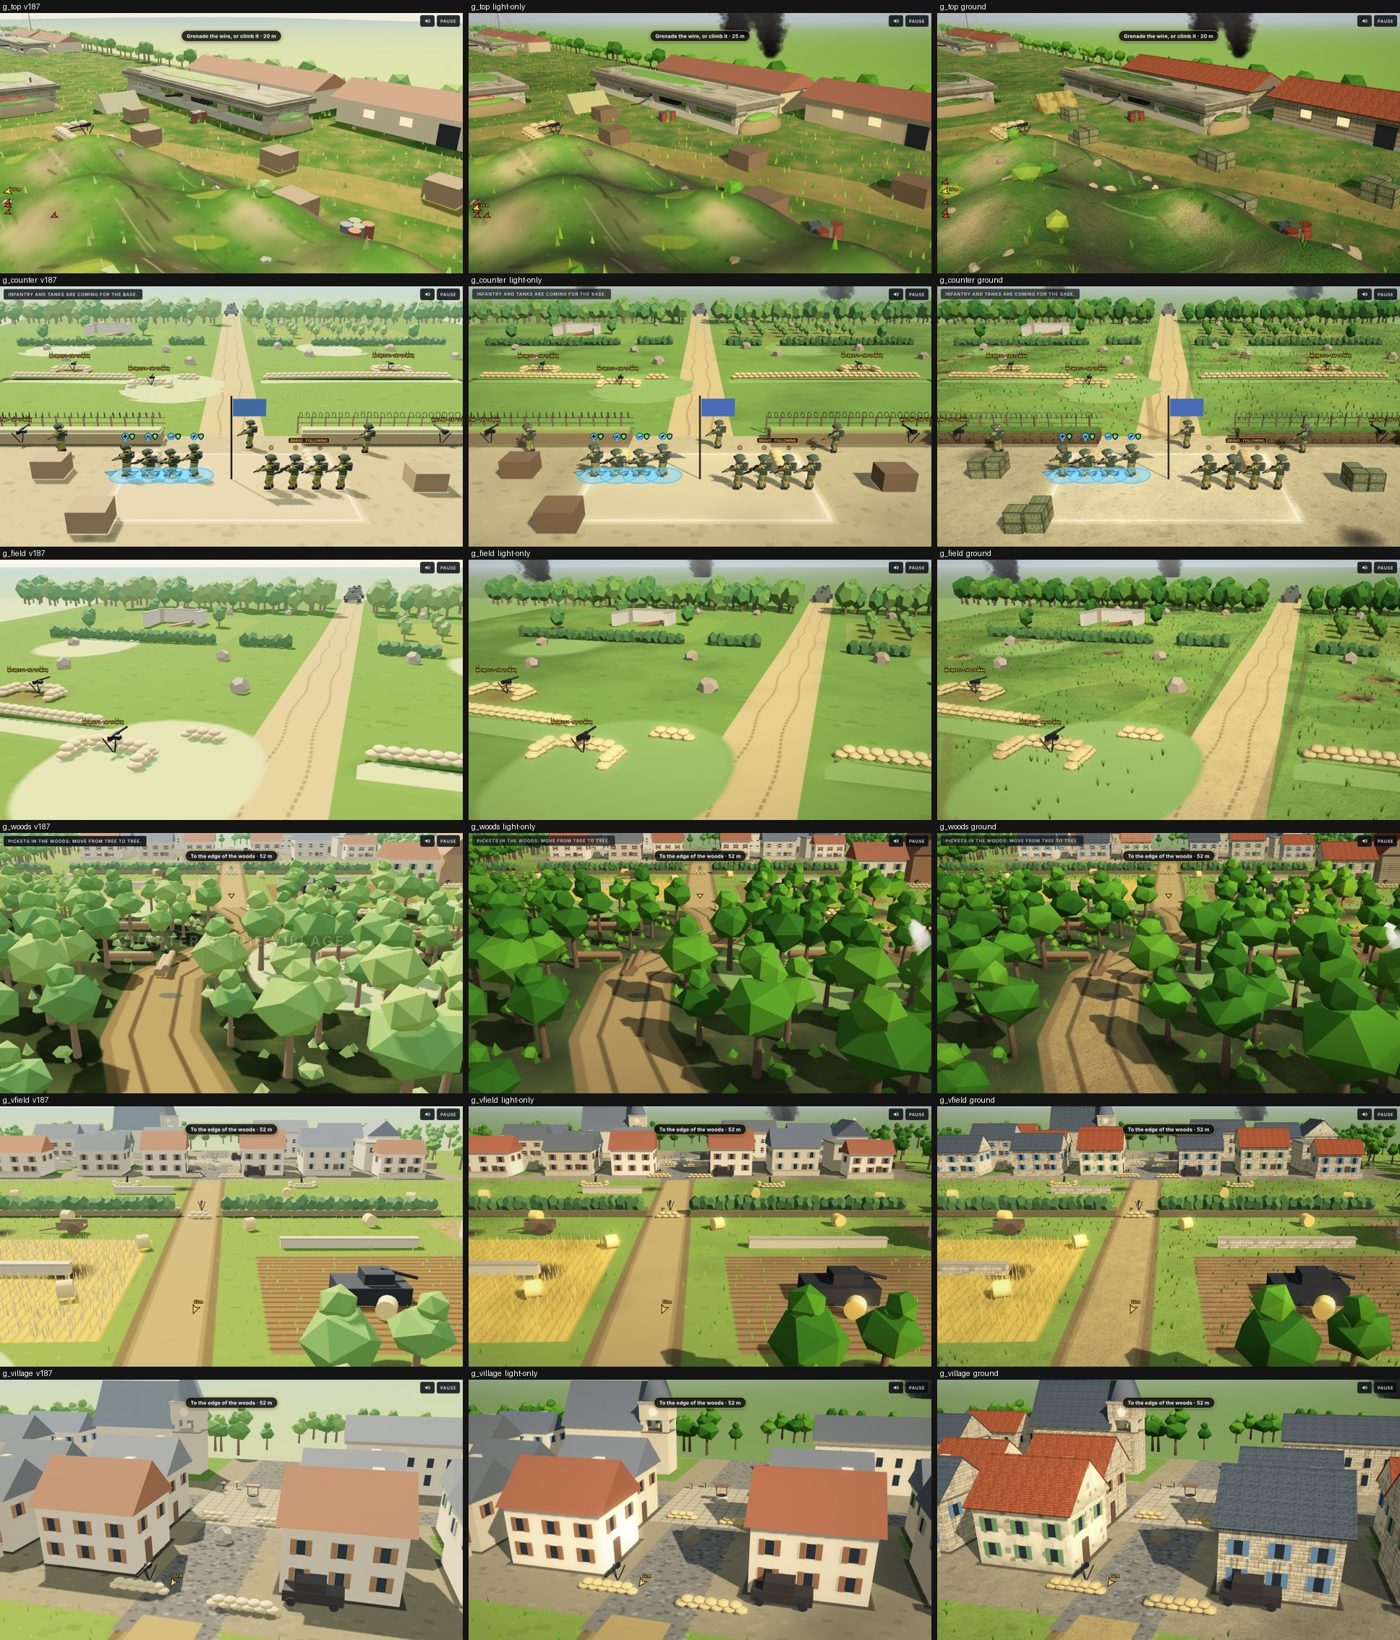 g_top v187
g_top light-only
g_top ground
PAUSE
PAUSE
PAUSE
Grenade the wire, or climb it · 20 m
Grenade the wire, or climb it · 25 m
Grenade the wire, or climb it · 20 m
g_counter v187
g_counter light-only
g_counter ground
INFANTRY AND TANKS ARE COMING FOR THE BASE.
PAUSE
INFANTRY AND TANKS ARE COMING FOR THE BASE.
PAUSE
INFANTRY AND TANKS ARE COMING FOR THE BASE.
PAUSE
BRAVO · FOLLOWING
BRAVO · FOLLOWING
BRAVO · FOLLOWING
g_field v187
g_field light-only
g_field ground
PAUSE
PAUSE
PAUSE
g_woods v187
g_woods light-only
g_woods ground
PICKETS IN THE WOODS: MOVE FROM TREE TO TREE.
PAUSE
PICKETS IN THE WOODS: MOVE FROM TREE TO TREE.
PAUSE
PICKETS IN THE WOODS: MOVE FROM TREE TO TREE.
PAUSE
To the edge of the woods · 52 m
To the edge of the woods · 52 m
To the edge of the woods · 52 m
g_vfield v187
g_vfield light-only
g_vfield ground
PAUSE
PAUSE
PAUSE
To the edge of the woods · 52 m
To the edge of the woods · 52 m
To the edge of the woods · 52 m
g_village v187
g_village light-only
g_village ground
PAUSE
PAUSE
PAUSE
To the edge of the woods · 52 m
To the edge of the woods · 52 m
To the edge of the woods · 52 m